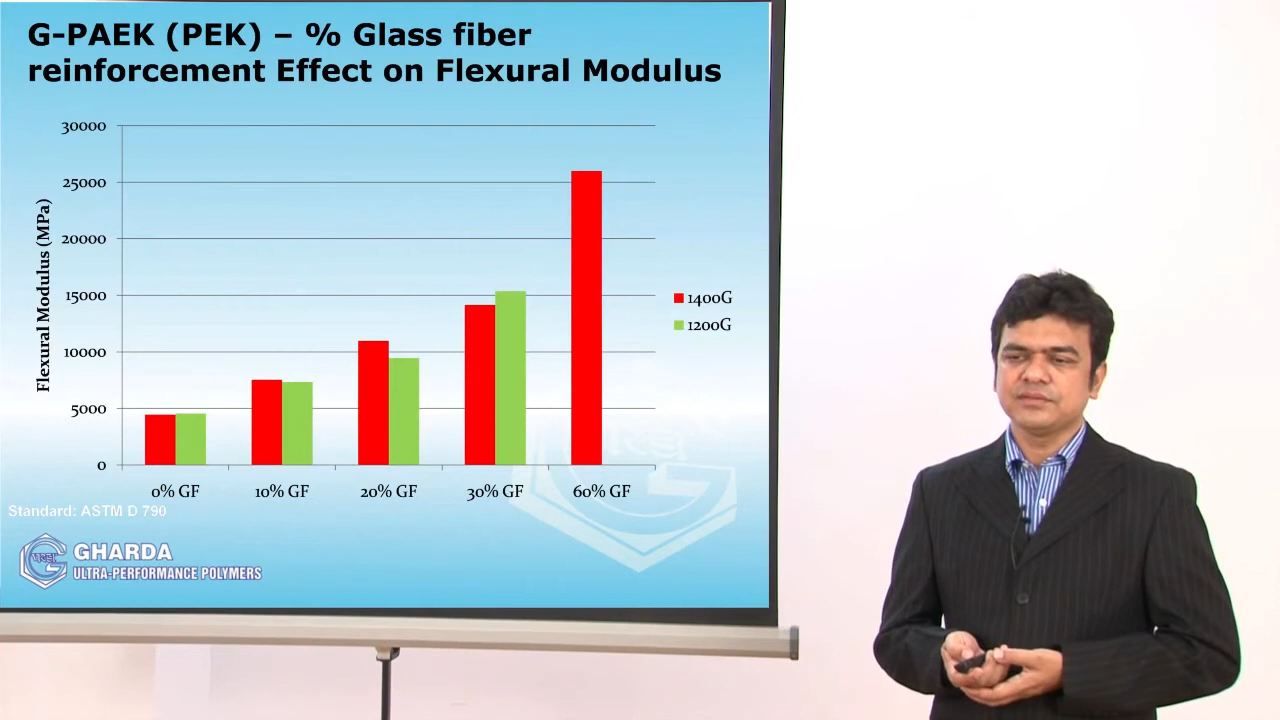 G-PAEK (PEK) – % Glass fiber
reinforcement Effect on Flexural Modulus
Flexural Modulus (MPa)
30000
25000
20000
15000
10000
5000
0
0% GF
10% GF
20% GF
30% GF
60% GF
1400G
1200G
Standard: ASTM D 790
GHARDA
ULTRA-PERFORMANCE POLYMERS